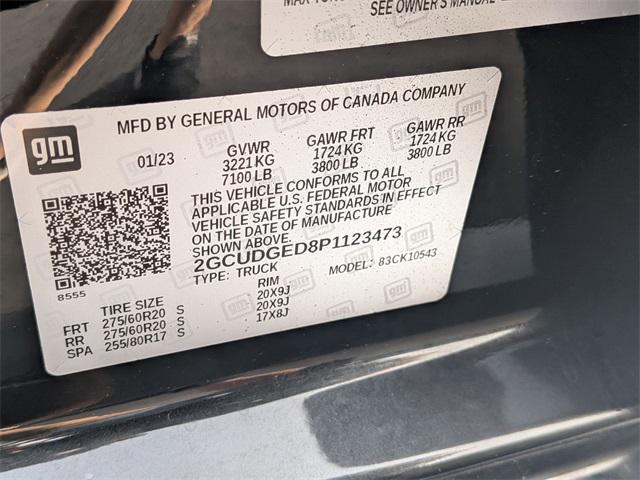 SEE OWNER'S MANUAL
MFD BY GENERAL MOTORS OF CANADA COMPANY
gm
01/23
GVWR
3221 KG
7100 LB
GAWR FRT
1724 KG
3800 LB
GAWR RR
1724 KG
3800 LB
THIS VEHICLE CONFORMS TO ALL
APPLICABLE U.S. FEDERAL MOTOR
VEHICLE SAFETY STANDARDS IN EFFECT
ON THE DATE OF MANUFACTURE
SHOWN ABOVE.
2GCUDGED8P1123473
TYPE: TRUCK
MODEL: 83CK10543
8555
TIRE SIZE RIM
FRT 275/60R20 S 20X9J
RR 275/60R20 S 20X9J
SPA 255/80R17 S 17X8J